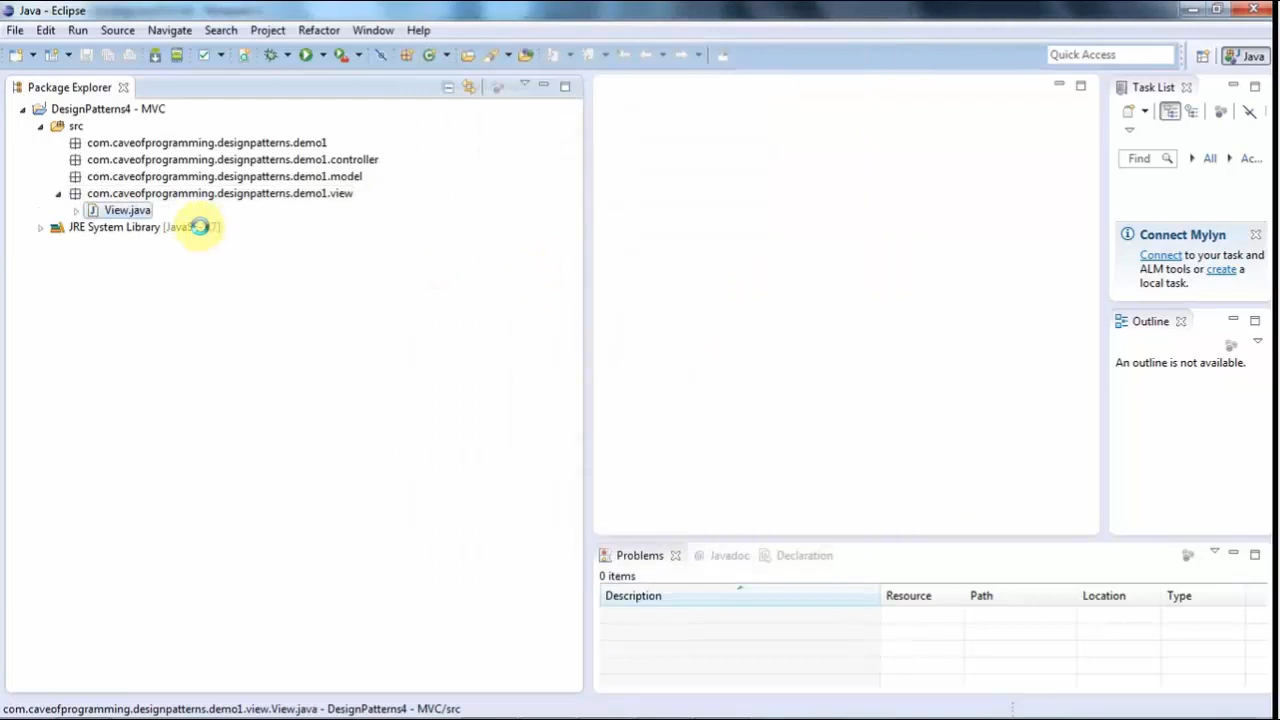 Java - Eclipse
File Edit Run Source Navigate Search Project Refactor Window Help
Quick Access
Java
Package Explorer
DesignPatterns4 - MVC
src
com.caveofprogramming.designpatterns.demo1
com.caveofprogramming.designpatterns.demo1.controller
com.caveofprogramming.designpatterns.demo1.model
com.caveofprogramming.designpatterns.demo1.view
View.java
JRE System Library
Task List
Find All Ac...
Connect Mylyn
Connect to your task and
ALM tools or create a
local task.
Outline
An outline is not available.
Problems Javadoc Declaration
0 items
Description Resource Path Location Type
com.caveofprogramming.designpatterns.demo1.view.View.java - DesignPatterns4 - MVC/src